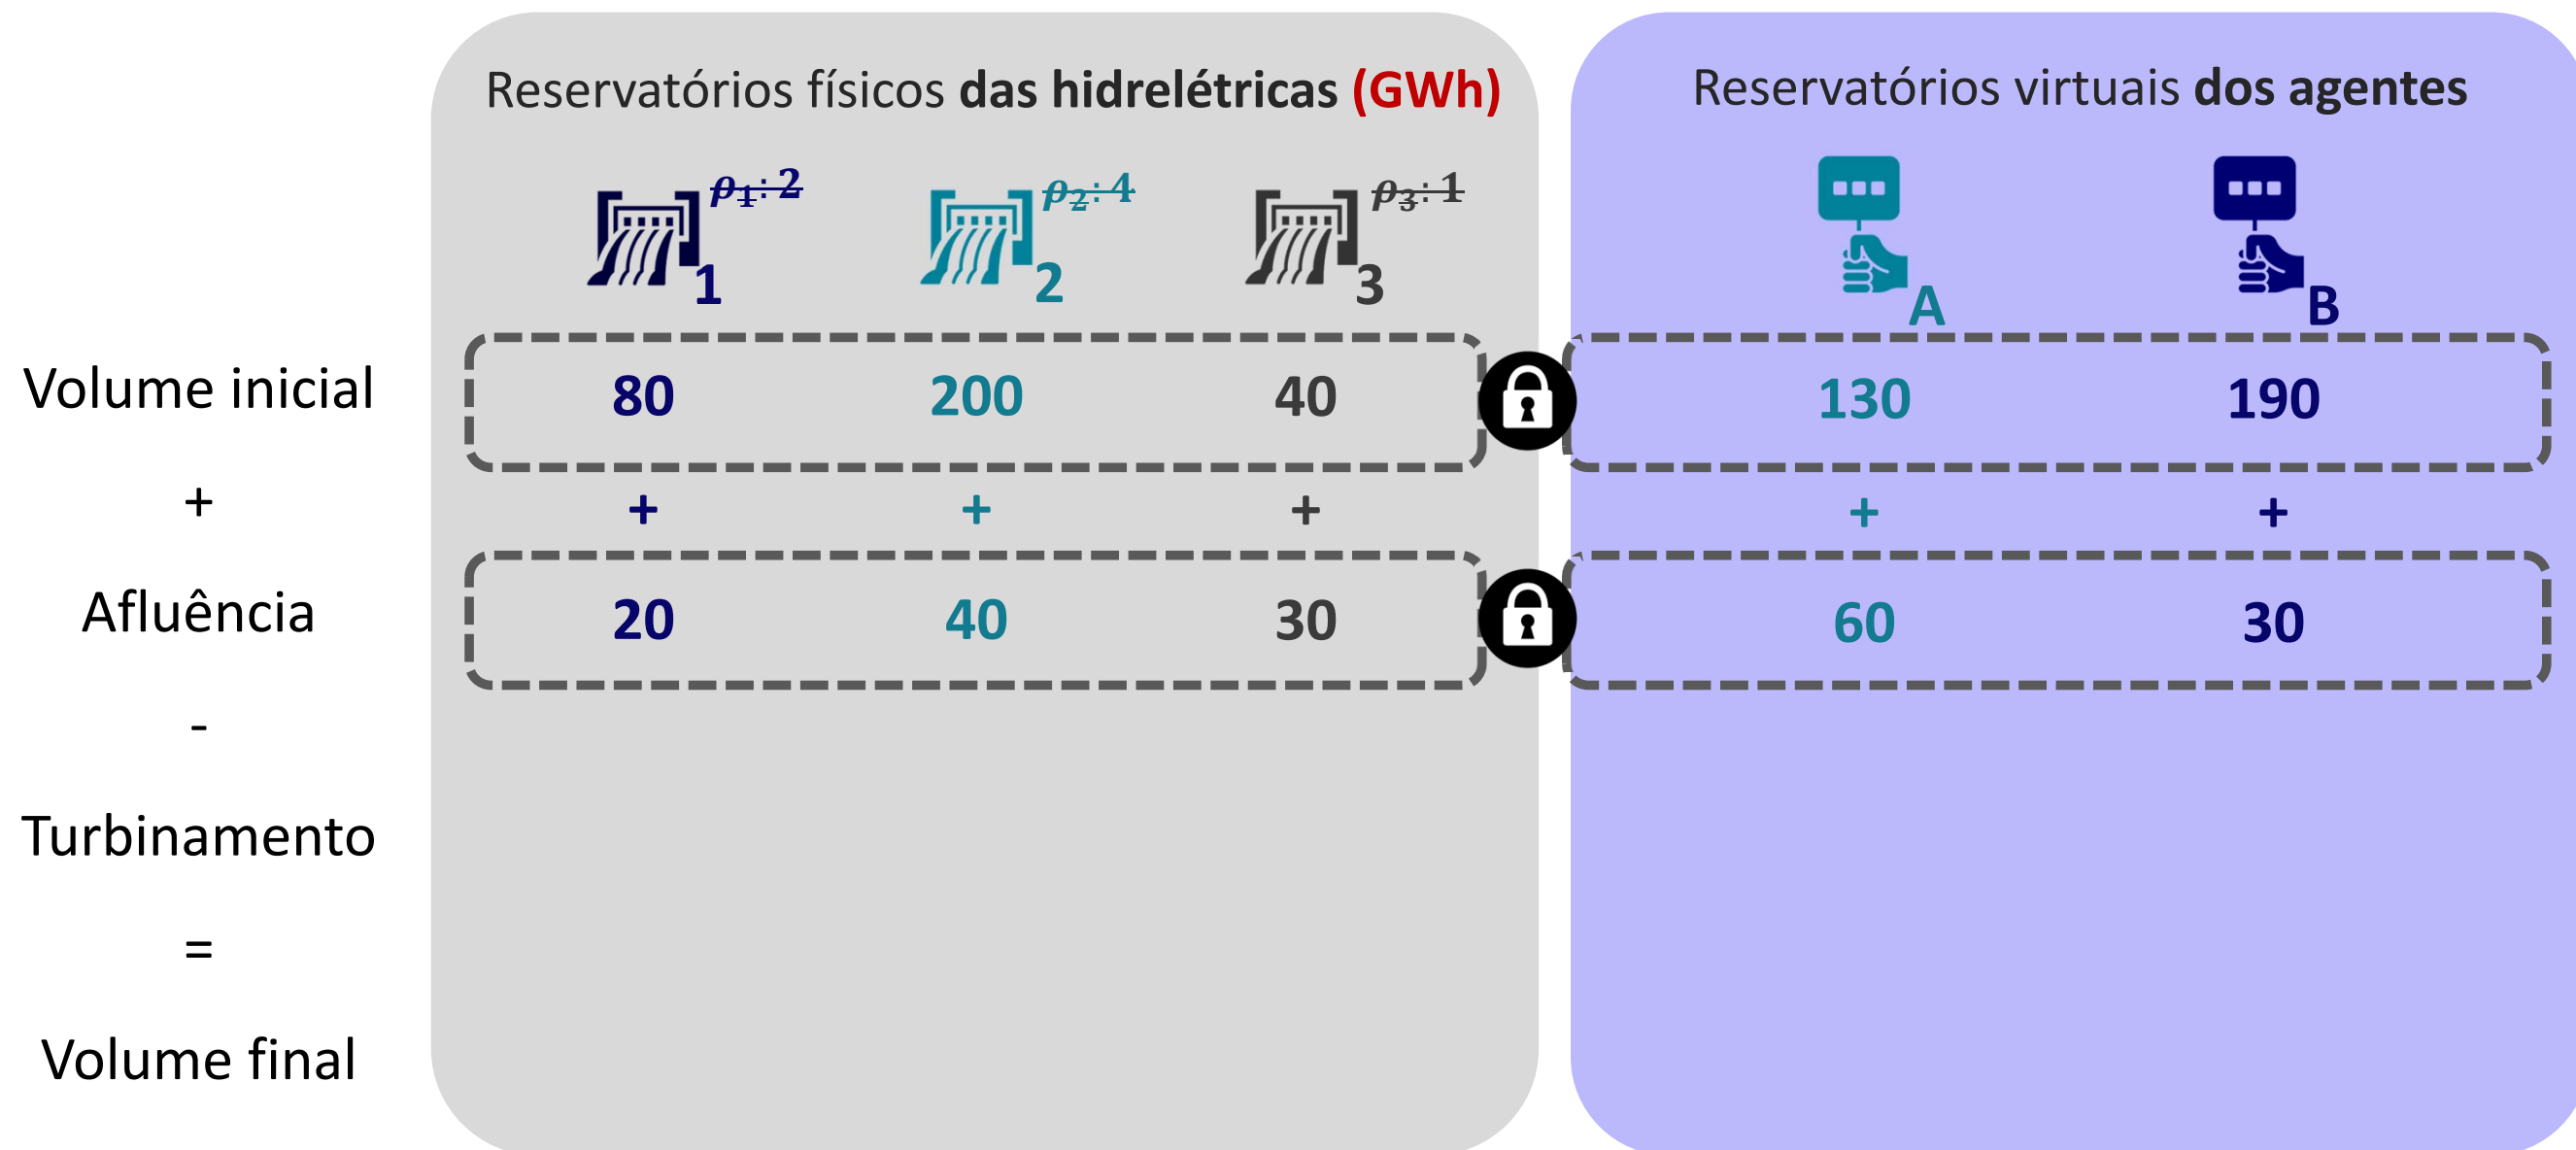 Reservatórios físicos das hidrelétricas (GWh)
Reservatórios virtuais dos agentes
ρ₁: 2
ρ₂: 4
ρ₃: 1
1
2
3
A
B
Volume inicial 80 200 40 130 190
+ + + + + +
Afluência 20 40 30 60 30
-
Turbinamento
=
Volume final